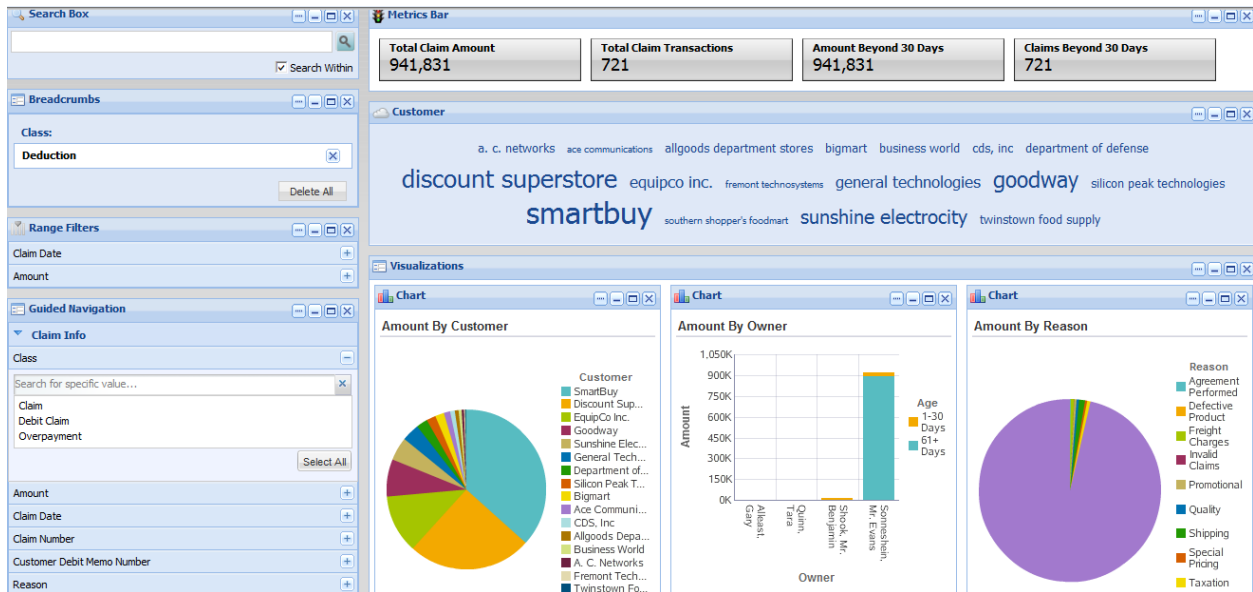 Search Box
Search Within
Breadcrumbs
Class:
Deduction
Delete All
Range Filters
Claim Date
Amount
Guided Navigation
Claim Info
Class
Search for specific value...
Claim
Debit Claim
Overpayment
Select All
Amount
Claim Date
Claim Number
Customer Debit Memo Number
Reason
Metrics Bar
Total Claim Amount
941,831
Total Claim Transactions
721
Amount Beyond 30 Days
941,831
Claims Beyond 30 Days
721
Customer
a. c. networks ace communications allgoods department stores bigmart business world cds, inc department of defense
discount superstore equipco inc. fremont technosystems general technologies goodway silicon peak technologies
smartbuy southern shopper's foodmart sunshine electrocity twinstown food supply
Visualizations
Chart
Amount By Customer
Customer
SmartBuy
Discount Sup...
EquipCo Inc.
Goodway
Sunshine Elec...
General Tech...
Department of...
Silicon Peak T...
Bigmart
Ace Communi...
CDS, Inc
Allgoods Depa...
Business World
A. C. Networks
Fremont Tech...
Twinstown Fo...
Chart
Amount By Owner
1,050K
900K
750K
600K
450K
300K
150K
0K
Amount
Alleast,
Gary
Quinn,
Tara
Shook, Mr.
Benjamin
Sonneshein,
Mr. Evans
Owner
Age
1-30
Days
61+
Days
Chart
Amount By Reason
Reason
Agreement
Performed
Defective
Product
Freight
Charges
Invalid
Claims
Promotional
Quality
Shipping
Special
Pricing
Taxation